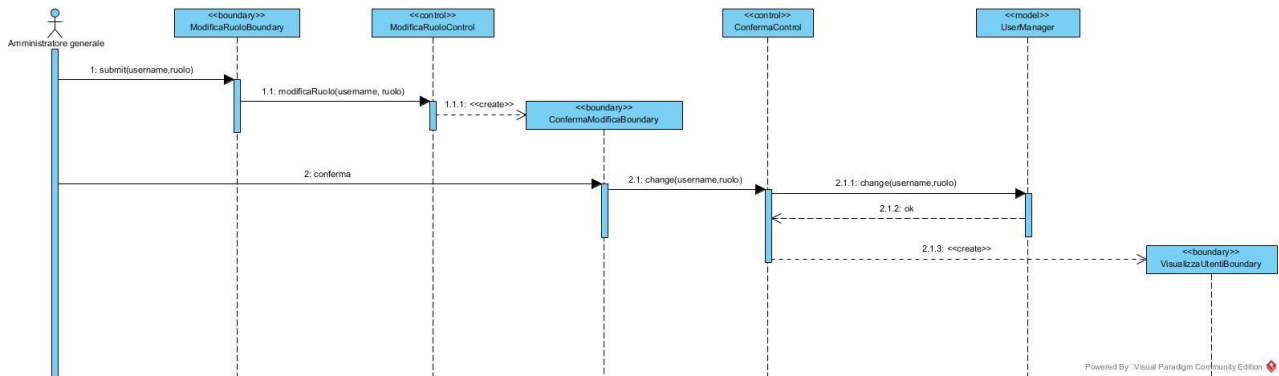 <<boundary>>
ModificaRuoloBoundary
<<control>>
ModificaRuoloControl
<<control>>
ConfermaControl
<<model>>
UserManager
Amministratore generale
1: submit(username,ruolo)
1.1: modificaRuolo(username, ruolo)
1.1.1: <<create>>
<<boundary>>
ConfermaModificaBoundary
2: conferma
2.1: change(username,ruolo)
2.1.1: change(username,ruolo)
2.1.2: ok
2.1.3: <<create>>
<<boundary>>
VisualizzaUtentiBoundary
Powered By Visual Paradigm Community Edition